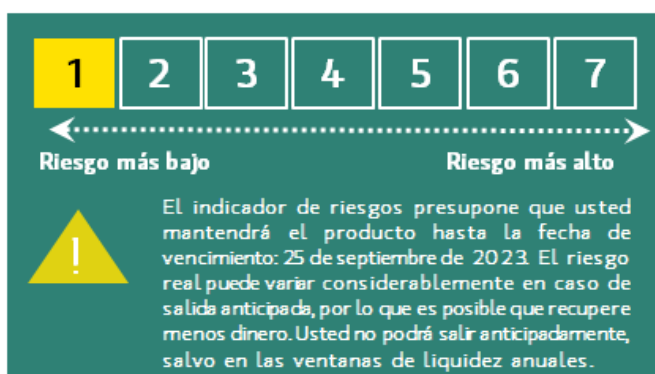 1 2 3 4 5 6 7
Riesgo más bajo Riesgo más alto
!
El indicador de riesgos presupone que usted
mantendrá el producto hasta la fecha de
vencimiento: 25 de septiembre de 2023. El riesgo
real puede variar considerablemente en caso de
salida anticipada, por lo que es posible que recupere
menos dinero. Usted no podrá salir anticipadamente,
salvo en las ventanas de liquidez anuales.